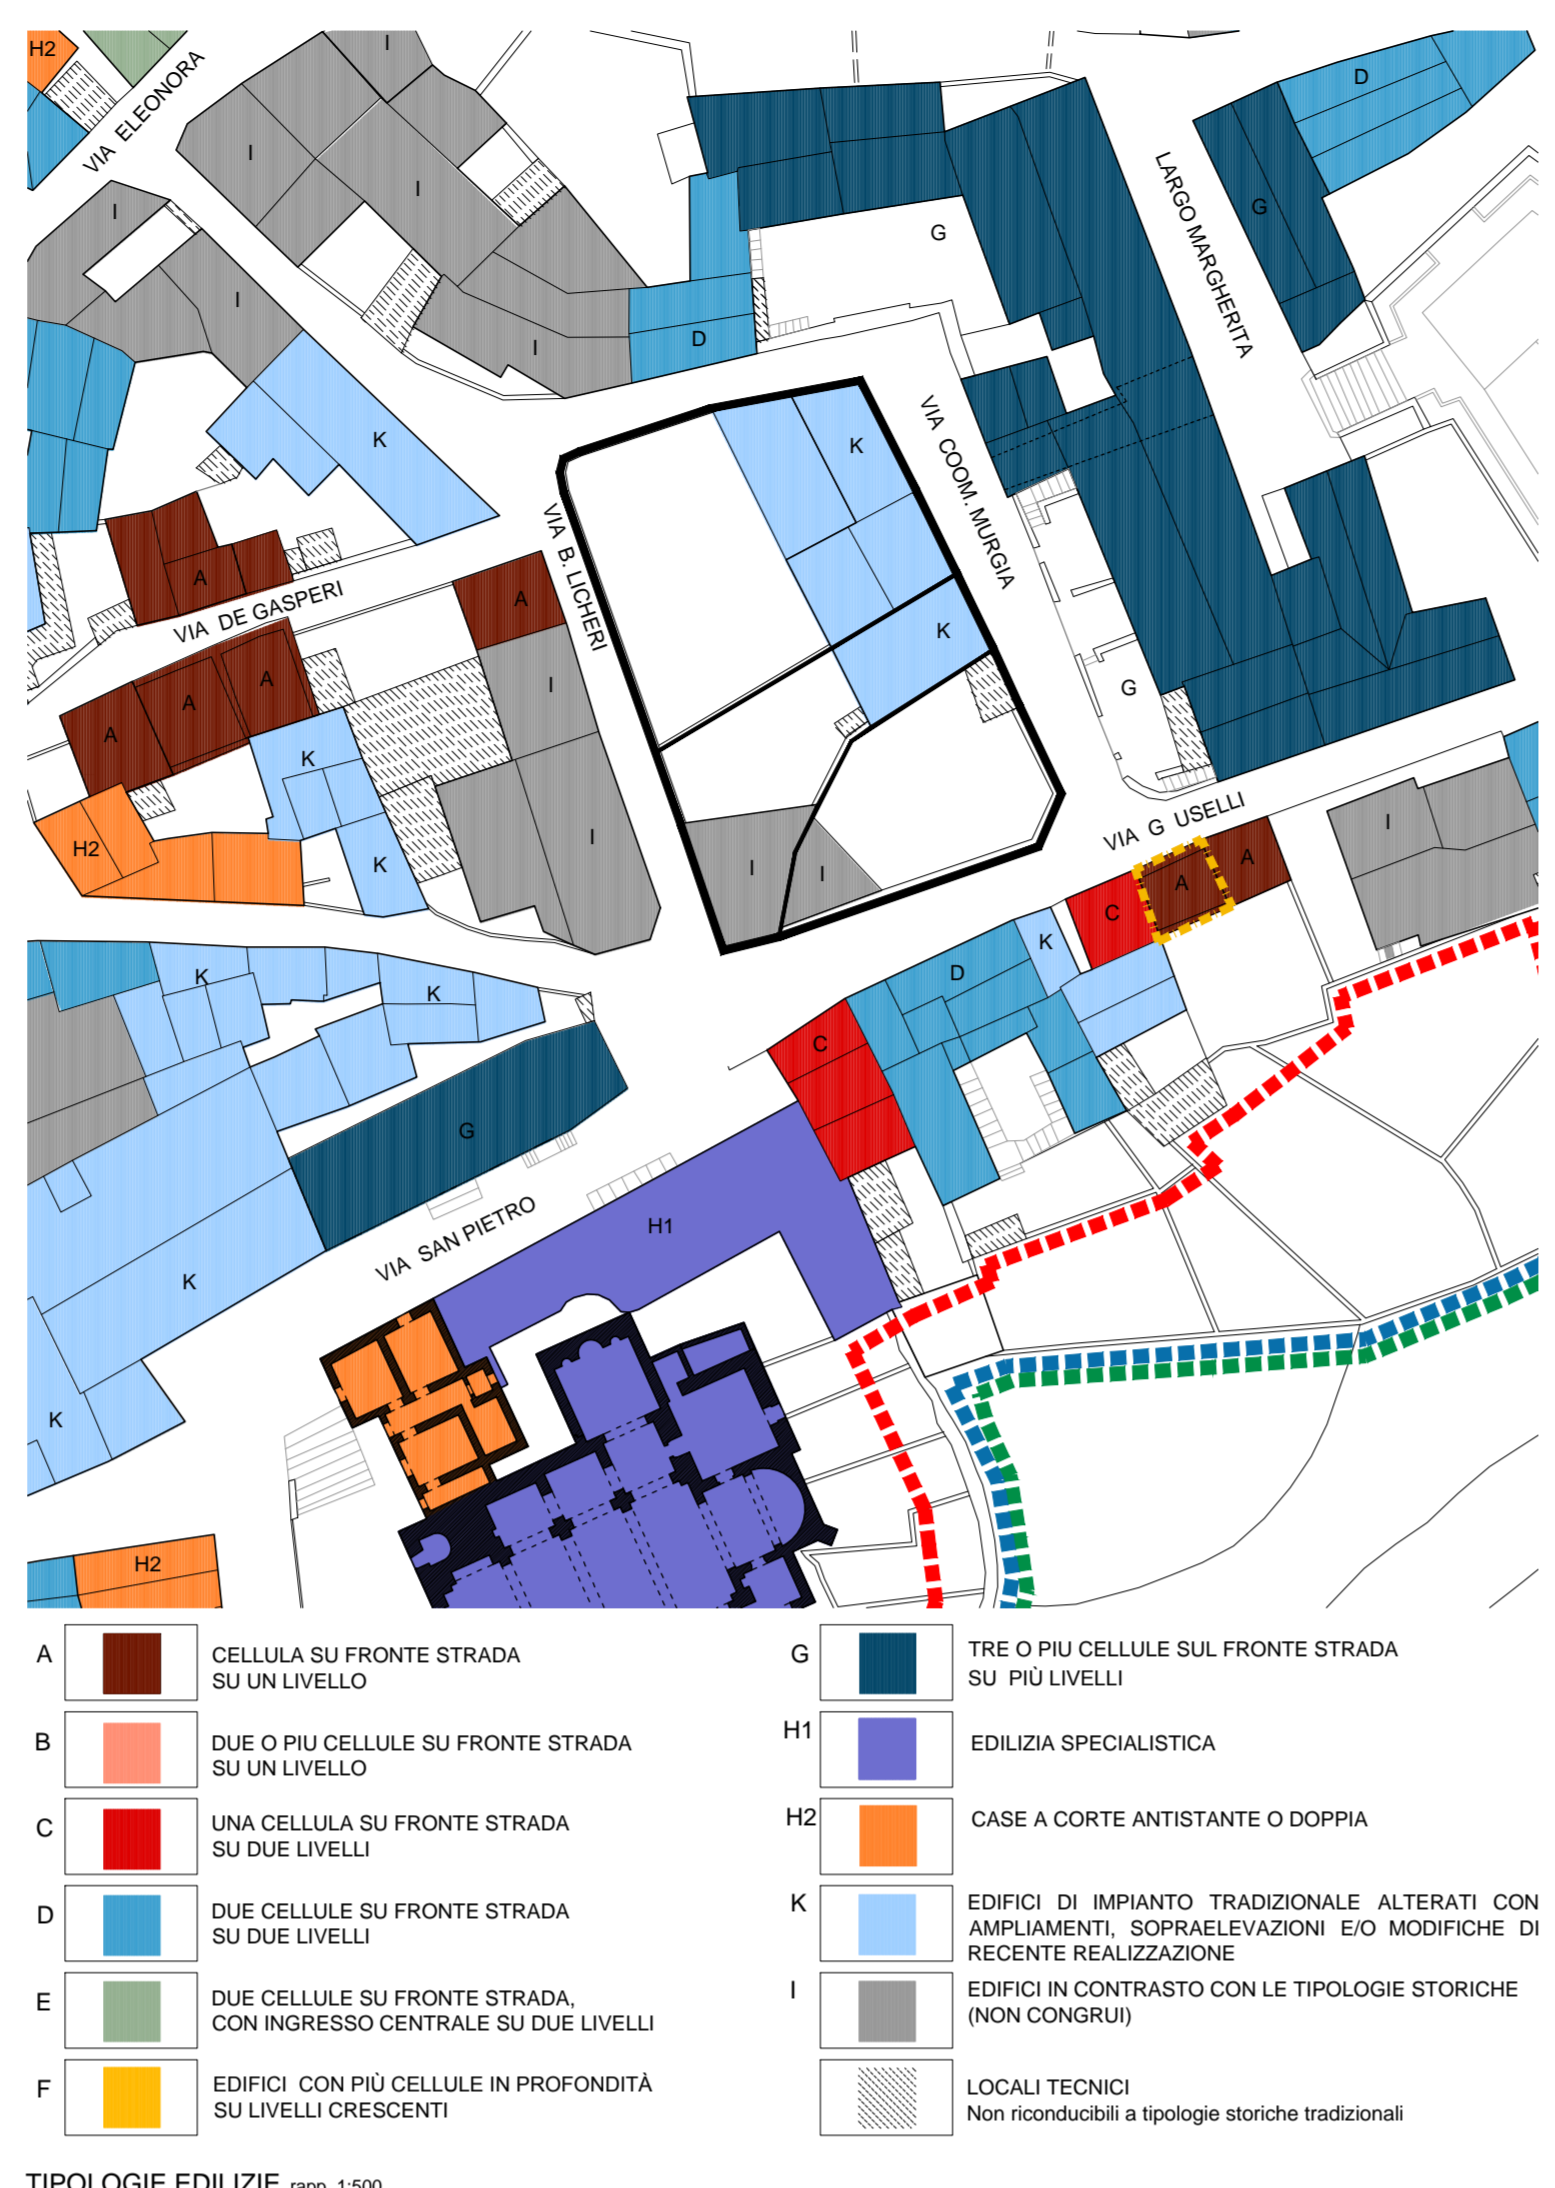 H2
VIA ELEONORA
I
I
I
I
I
I
D
K
G
LARGO MARGHERITA
G
D
VIA COOM. MURGIA
K
K
VIA B. LICHERI
A
VIA DE GASPERI
A
A
A
A
I
K
K
H2
I
I
I
G
VIA G USELLI
A
A
C
I
K
D
C
K
K
G
VIA SAN PIETRO
H1
K
K
H2
A
CELLULA SU FRONTE STRADA
SU UN LIVELLO
B
DUE O PIU CELLULE SU FRONTE STRADA
SU UN LIVELLO
C
UNA CELLULA SU FRONTE STRADA
SU DUE LIVELLI
D
DUE CELLULE SU FRONTE STRADA
SU DUE LIVELLI
E
DUE CELLULE SU FRONTE STRADA,
CON INGRESSO CENTRALE SU DUE LIVELLI
F
EDIFICI CON PIÙ CELLULE IN PROFONDITÀ
SU LIVELLI CRESCENTI
G
TRE O PIU CELLULE SUL FRONTE STRADA
SU PIÙ LIVELLI
H1
EDILIZIA SPECIALISTICA
H2
CASE A CORTE ANTISTANTE O DOPPIA
K
EDIFICI DI IMPIANTO TRADIZIONALE ALTERATI CON
AMPLIAMENTI, SOPRAELEVAZIONI E/O MODIFICHE DI
RECENTE REALIZZAZIONE
I
EDIFICI IN CONTRASTO CON LE TIPOLOGIE STORICHE
(NON CONGRUI)
LOCALI TECNICI
Non riconducibili a tipologie storiche tradizionali
TIPOLOGIE EDILIZIE rapp. 1:500